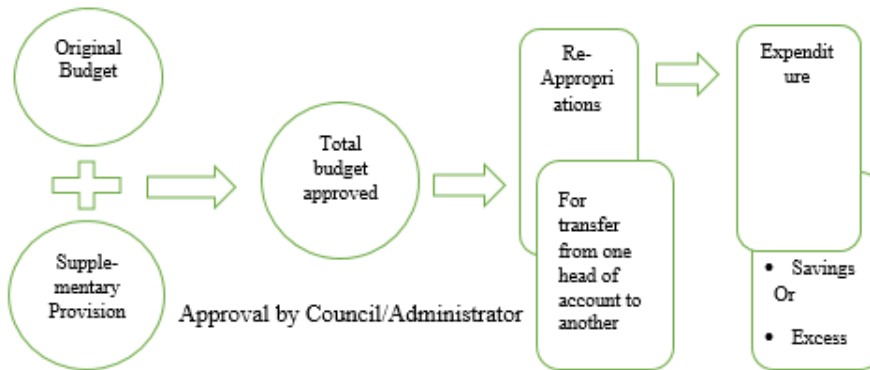 Original
Budget
Supple-
mentary
Provision
Total
budget
approved
Approval by Council/Administrator
Re-
Appropri
ations
For
transfer
from one
head of
account to
another
Expendit
ure
• Savings
Or
• Excess